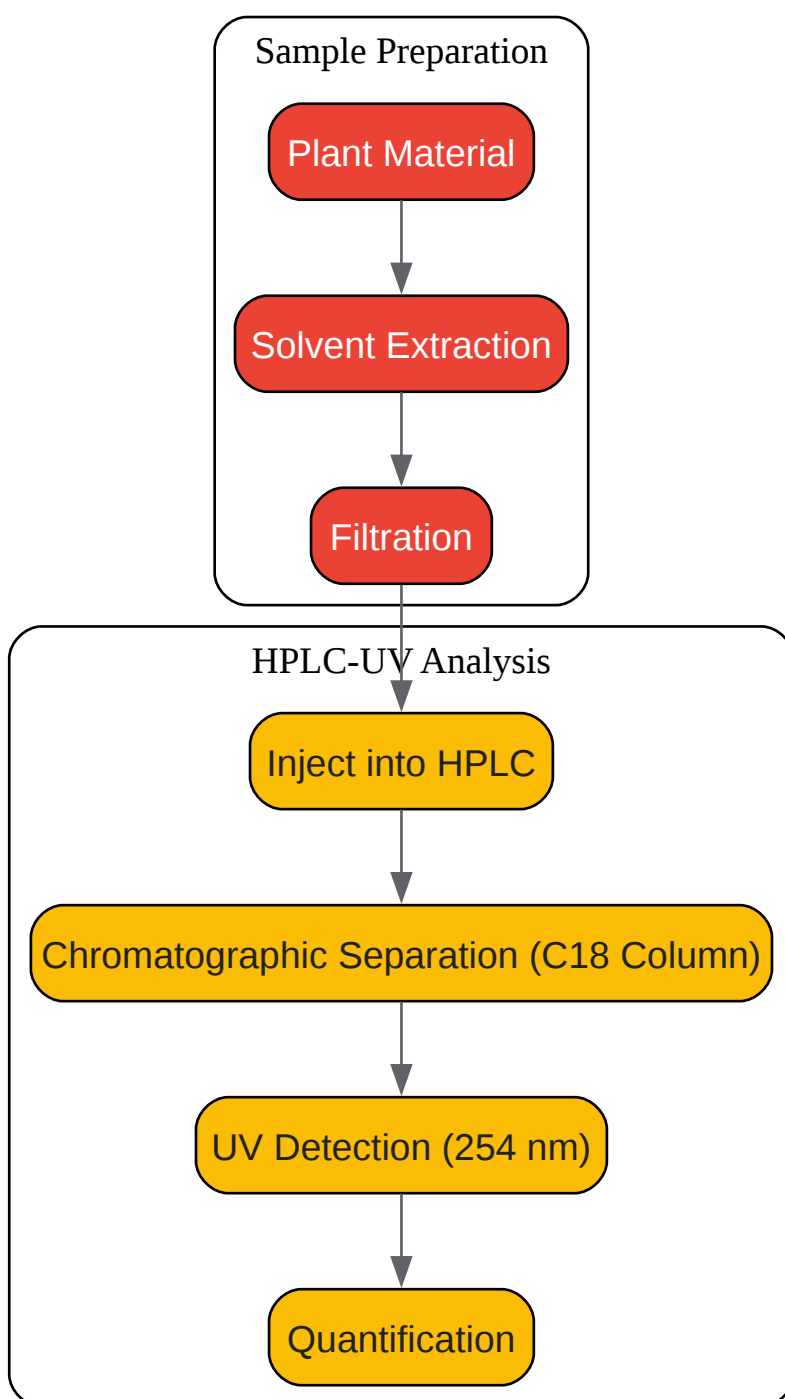 Sample Preparation
Plant Material
Solvent Extraction
Filtration
HPLC-UV Analysis
Inject into HPLC
Chromatographic Separation (C18 Column)
UV Detection (254 nm)
Quantification